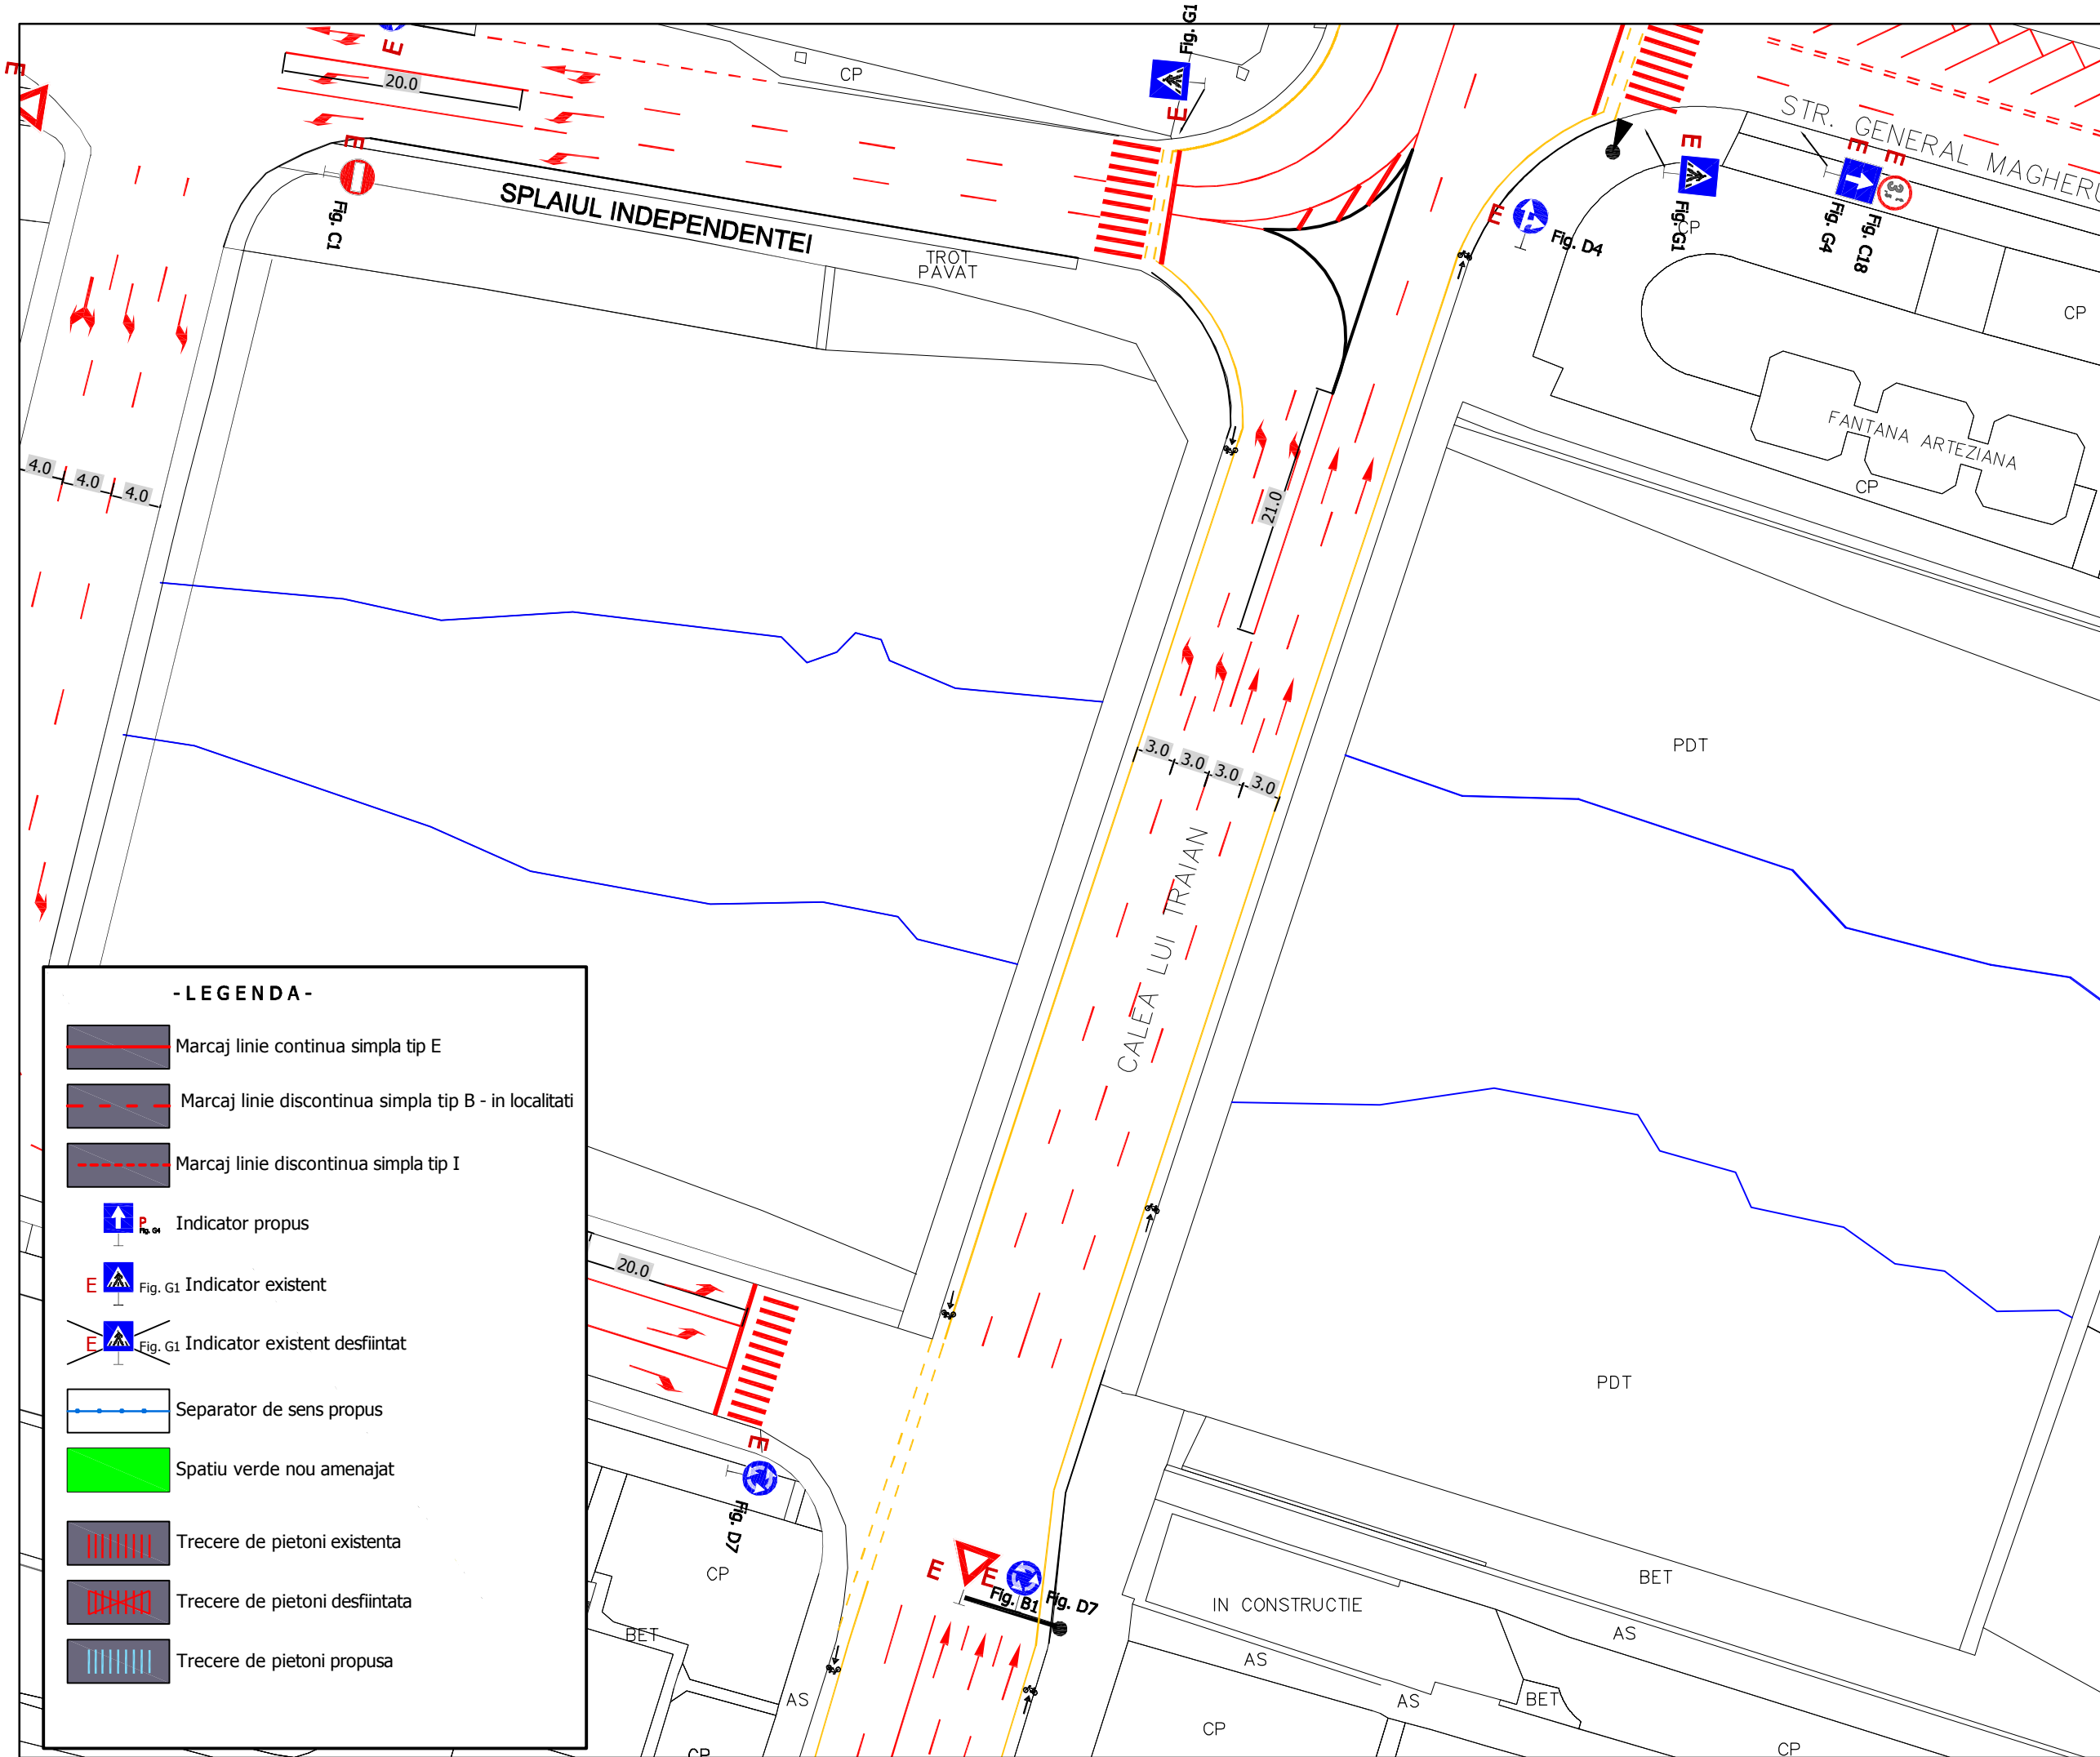 Fig. G1
E
E
E
20.0
CP
E
E
STR. GENERAL MAGHERU
E
E
E
3.5
Fig. C1
SPLAIUL INDEPENDENTEI
E
Fig. D4
Fig. G1
CP
Fig. G4
Fig. C18
TROT
PAVAT
CP
FANTANA ARTEZIANA
CP
4.0
4.0
4.0
21.0
PDT
3.0
3.0
3.0
3.0
CALEA LUI TRAIAN
-LEGENDA-
Marcaj linie continua simpla tip E
Marcaj linie discontinua simpla tip B - in localitati
Marcaj linie discontinua simpla tip I
P
Fig. G4
Indicator propus
E
Fig. G1
Indicator existent
E
Fig. G1
Indicator existent desfiintat
Separator de sens propus
Spatiu verde nou amenajat
Trecere de pietoni existenta
Trecere de pietoni desfiintata
Trecere de pietoni propusa
20.0
PDT
E
Fig. D7
CP
E
E
Fig. B1
Fig. D7
IN CONSTRUCTIE
BET
BET
AS
AS
AS
AS
BET
CP
CP
CP